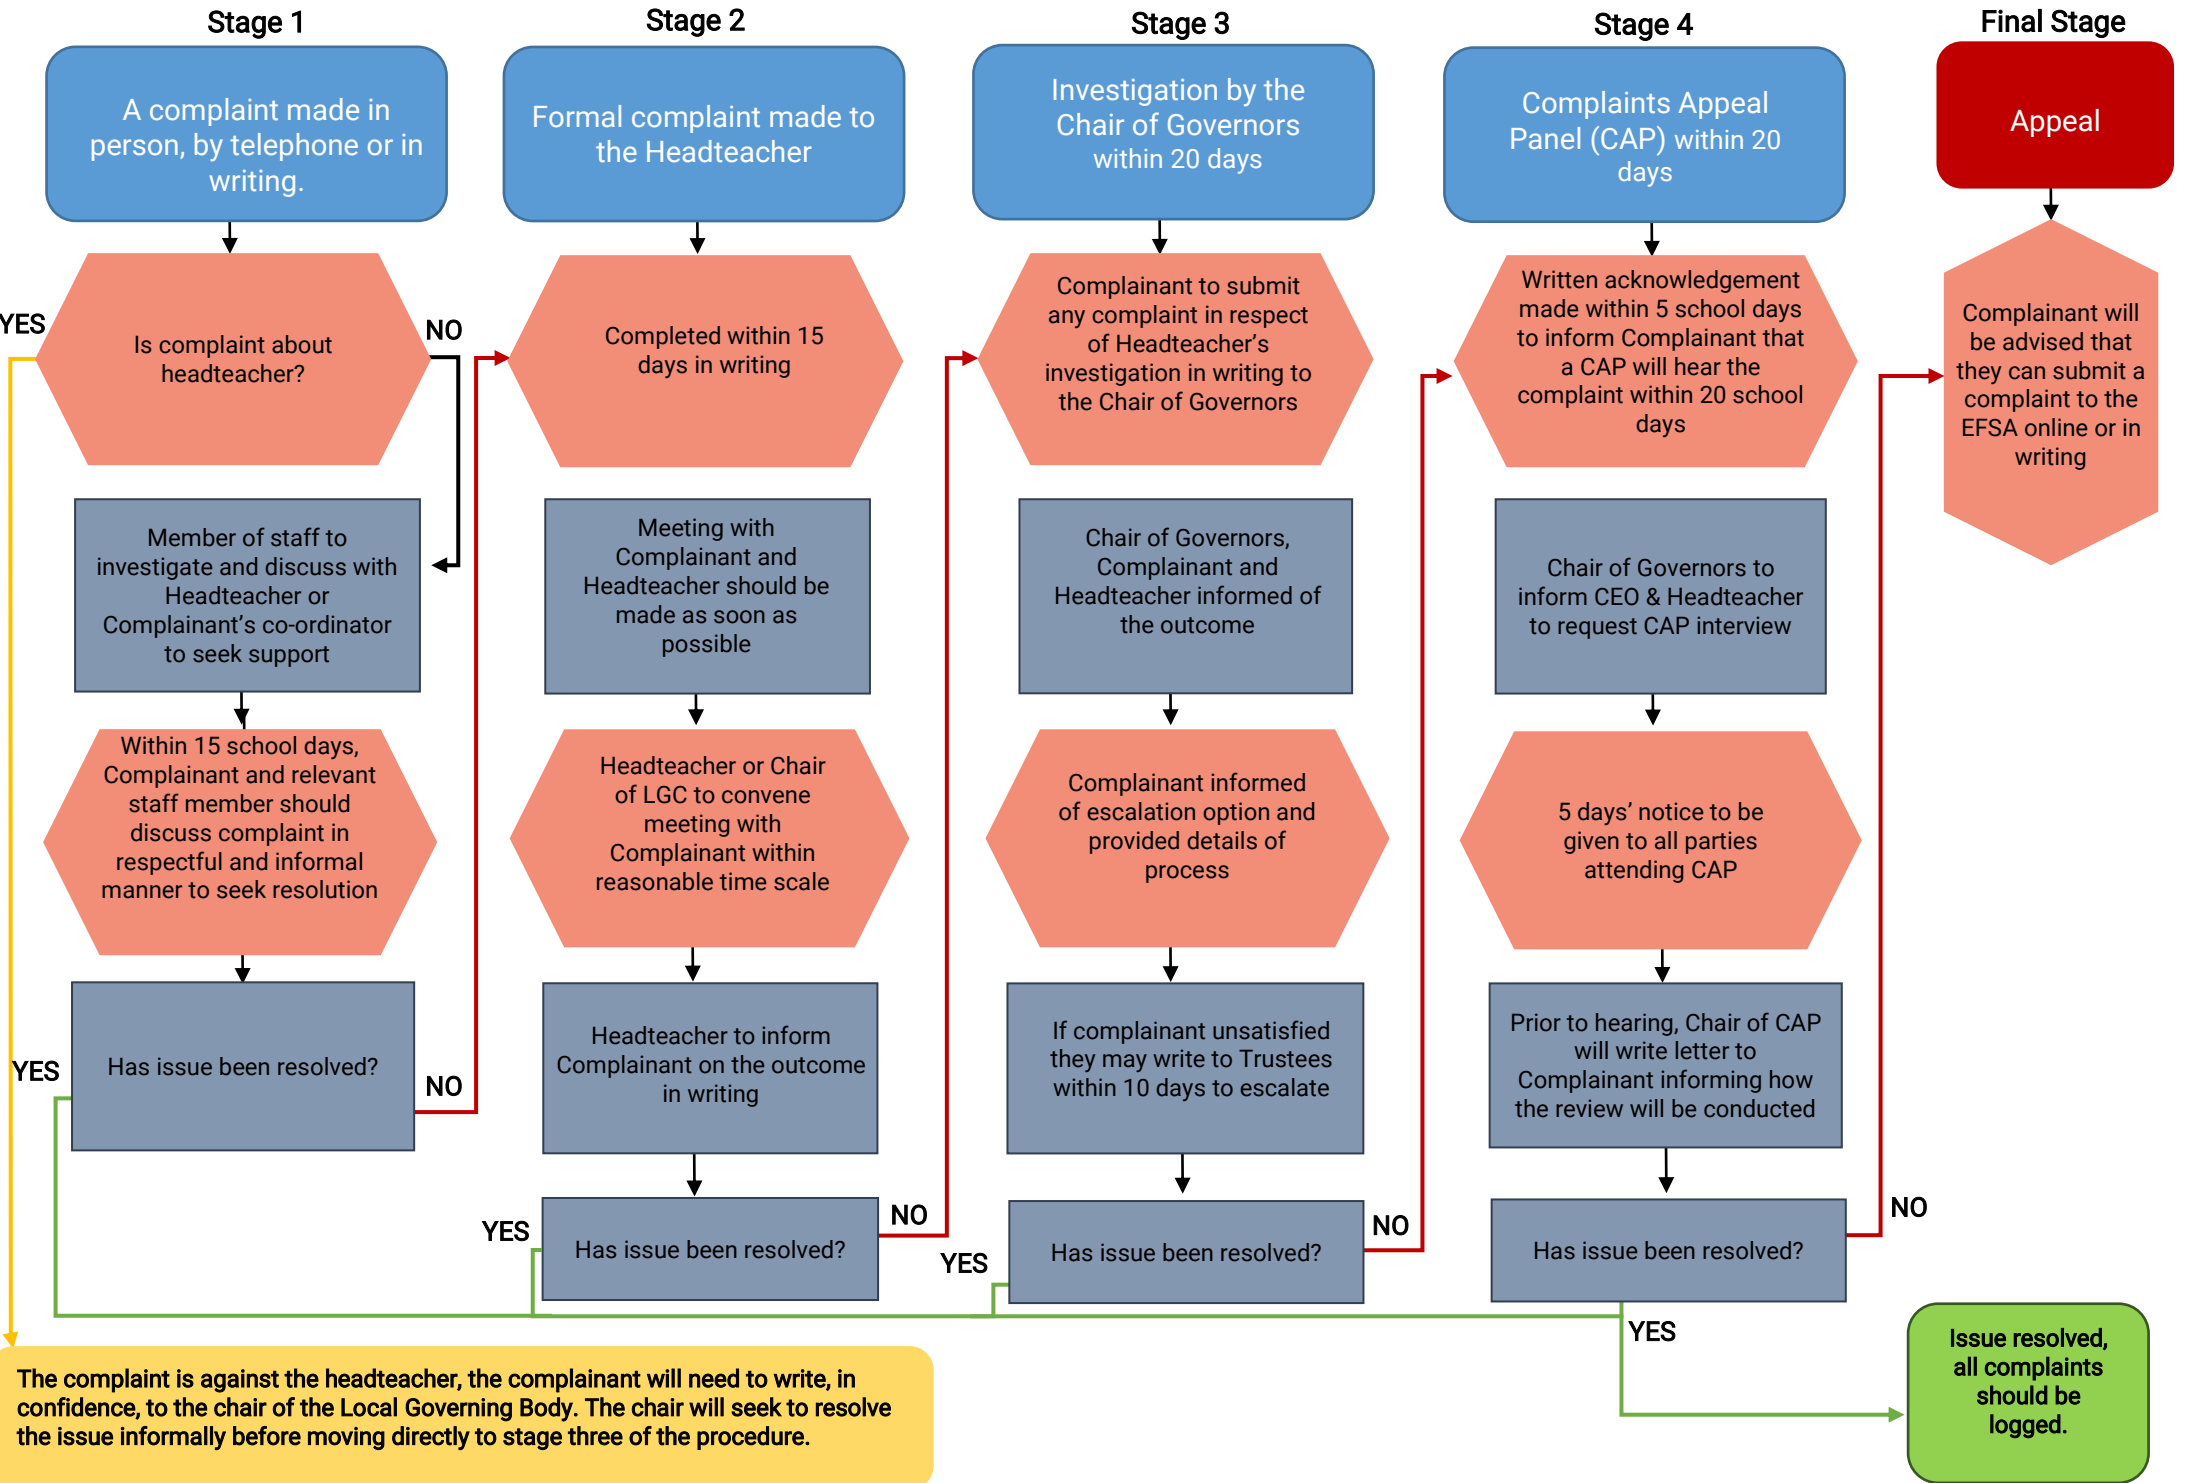 Stage 1
A complaint made in
person, by telephone or in
writing.
YES
NO
Is complaint about
headteacher?
Member of staff to
investigate and discuss with
Headteacher or
Complainant’s co-ordinator
to seek support
Within 15 school days,
Complainant and relevant
staff member should
discuss complaint in
respectful and informal
manner to seek resolution
YES
Has issue been resolved?
NO
Stage 2
Formal complaint made to
the Headteacher
Completed within 15
days in writing
Meeting with
Complainant and
Headteacher should be
made as soon as
possible
Headteacher or Chair
of LGC to convene
meeting with
Complainant within
reasonable time scale
Headteacher to inform
Complainant on the outcome
in writing
YES
Has issue been resolved?
NO
Stage 3
Investigation by the
Chair of Governors
within 20 days
Complainant to submit
any complaint in respect
of Headteacher’s
investigation in writing to
the Chair of Governors
Chair of Governors,
Complainant and
Headteacher informed of
the outcome
Complainant informed
of escalation option and
provided details of
process
If complainant unsatisfied
they may write to Trustees
within 10 days to escalate
YES
Has issue been resolved?
NO
Stage 4
Complaints Appeal
Panel (CAP) within 20
days
Written acknowledgement
made within 5 school days
to inform Complainant that
a CAP will hear the
complaint within 20 school
days
Chair of Governors to
inform CEO & Headteacher
to request CAP interview
5 days’ notice to be
given to all parties
attending CAP
Prior to hearing, Chair of CAP
will write letter to
Complainant informing how
the review will be conducted
Has issue been resolved?
NO
YES
Final Stage
Appeal
Complainant will
be advised that
they can submit a
complaint to the
EFSA online or in
writing
The complaint is against the headteacher, the complainant will need to write, in
confidence, to the chair of the Local Governing Body. The chair will seek to resolve
the issue informally before moving directly to stage three of the procedure.
Issue resolved,
all complaints
should be
logged.